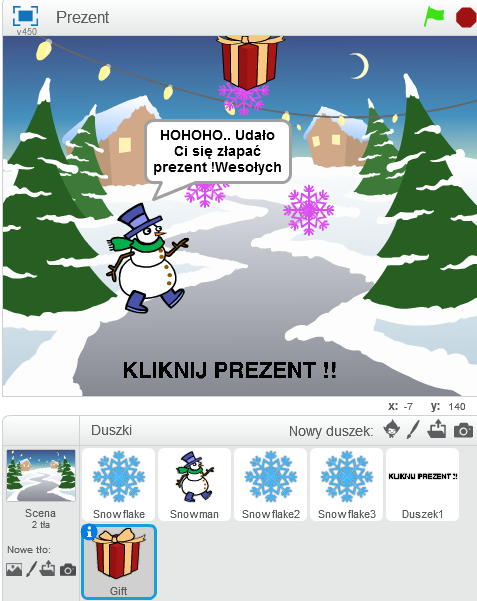 Prezent
v450
HOHOHO.. Udało
Ci się złapać
prezent !Wesołych
KLIKNIJ PREZENT !!
x: -7 y: 140
Duszki
Nowy duszek:
Scena
2 tła
Nowe tło:
Snowflake
Snowman
Snowflake2
Snowflake3
KLIKNIJ PREZENT !!
Duszek1
Gift